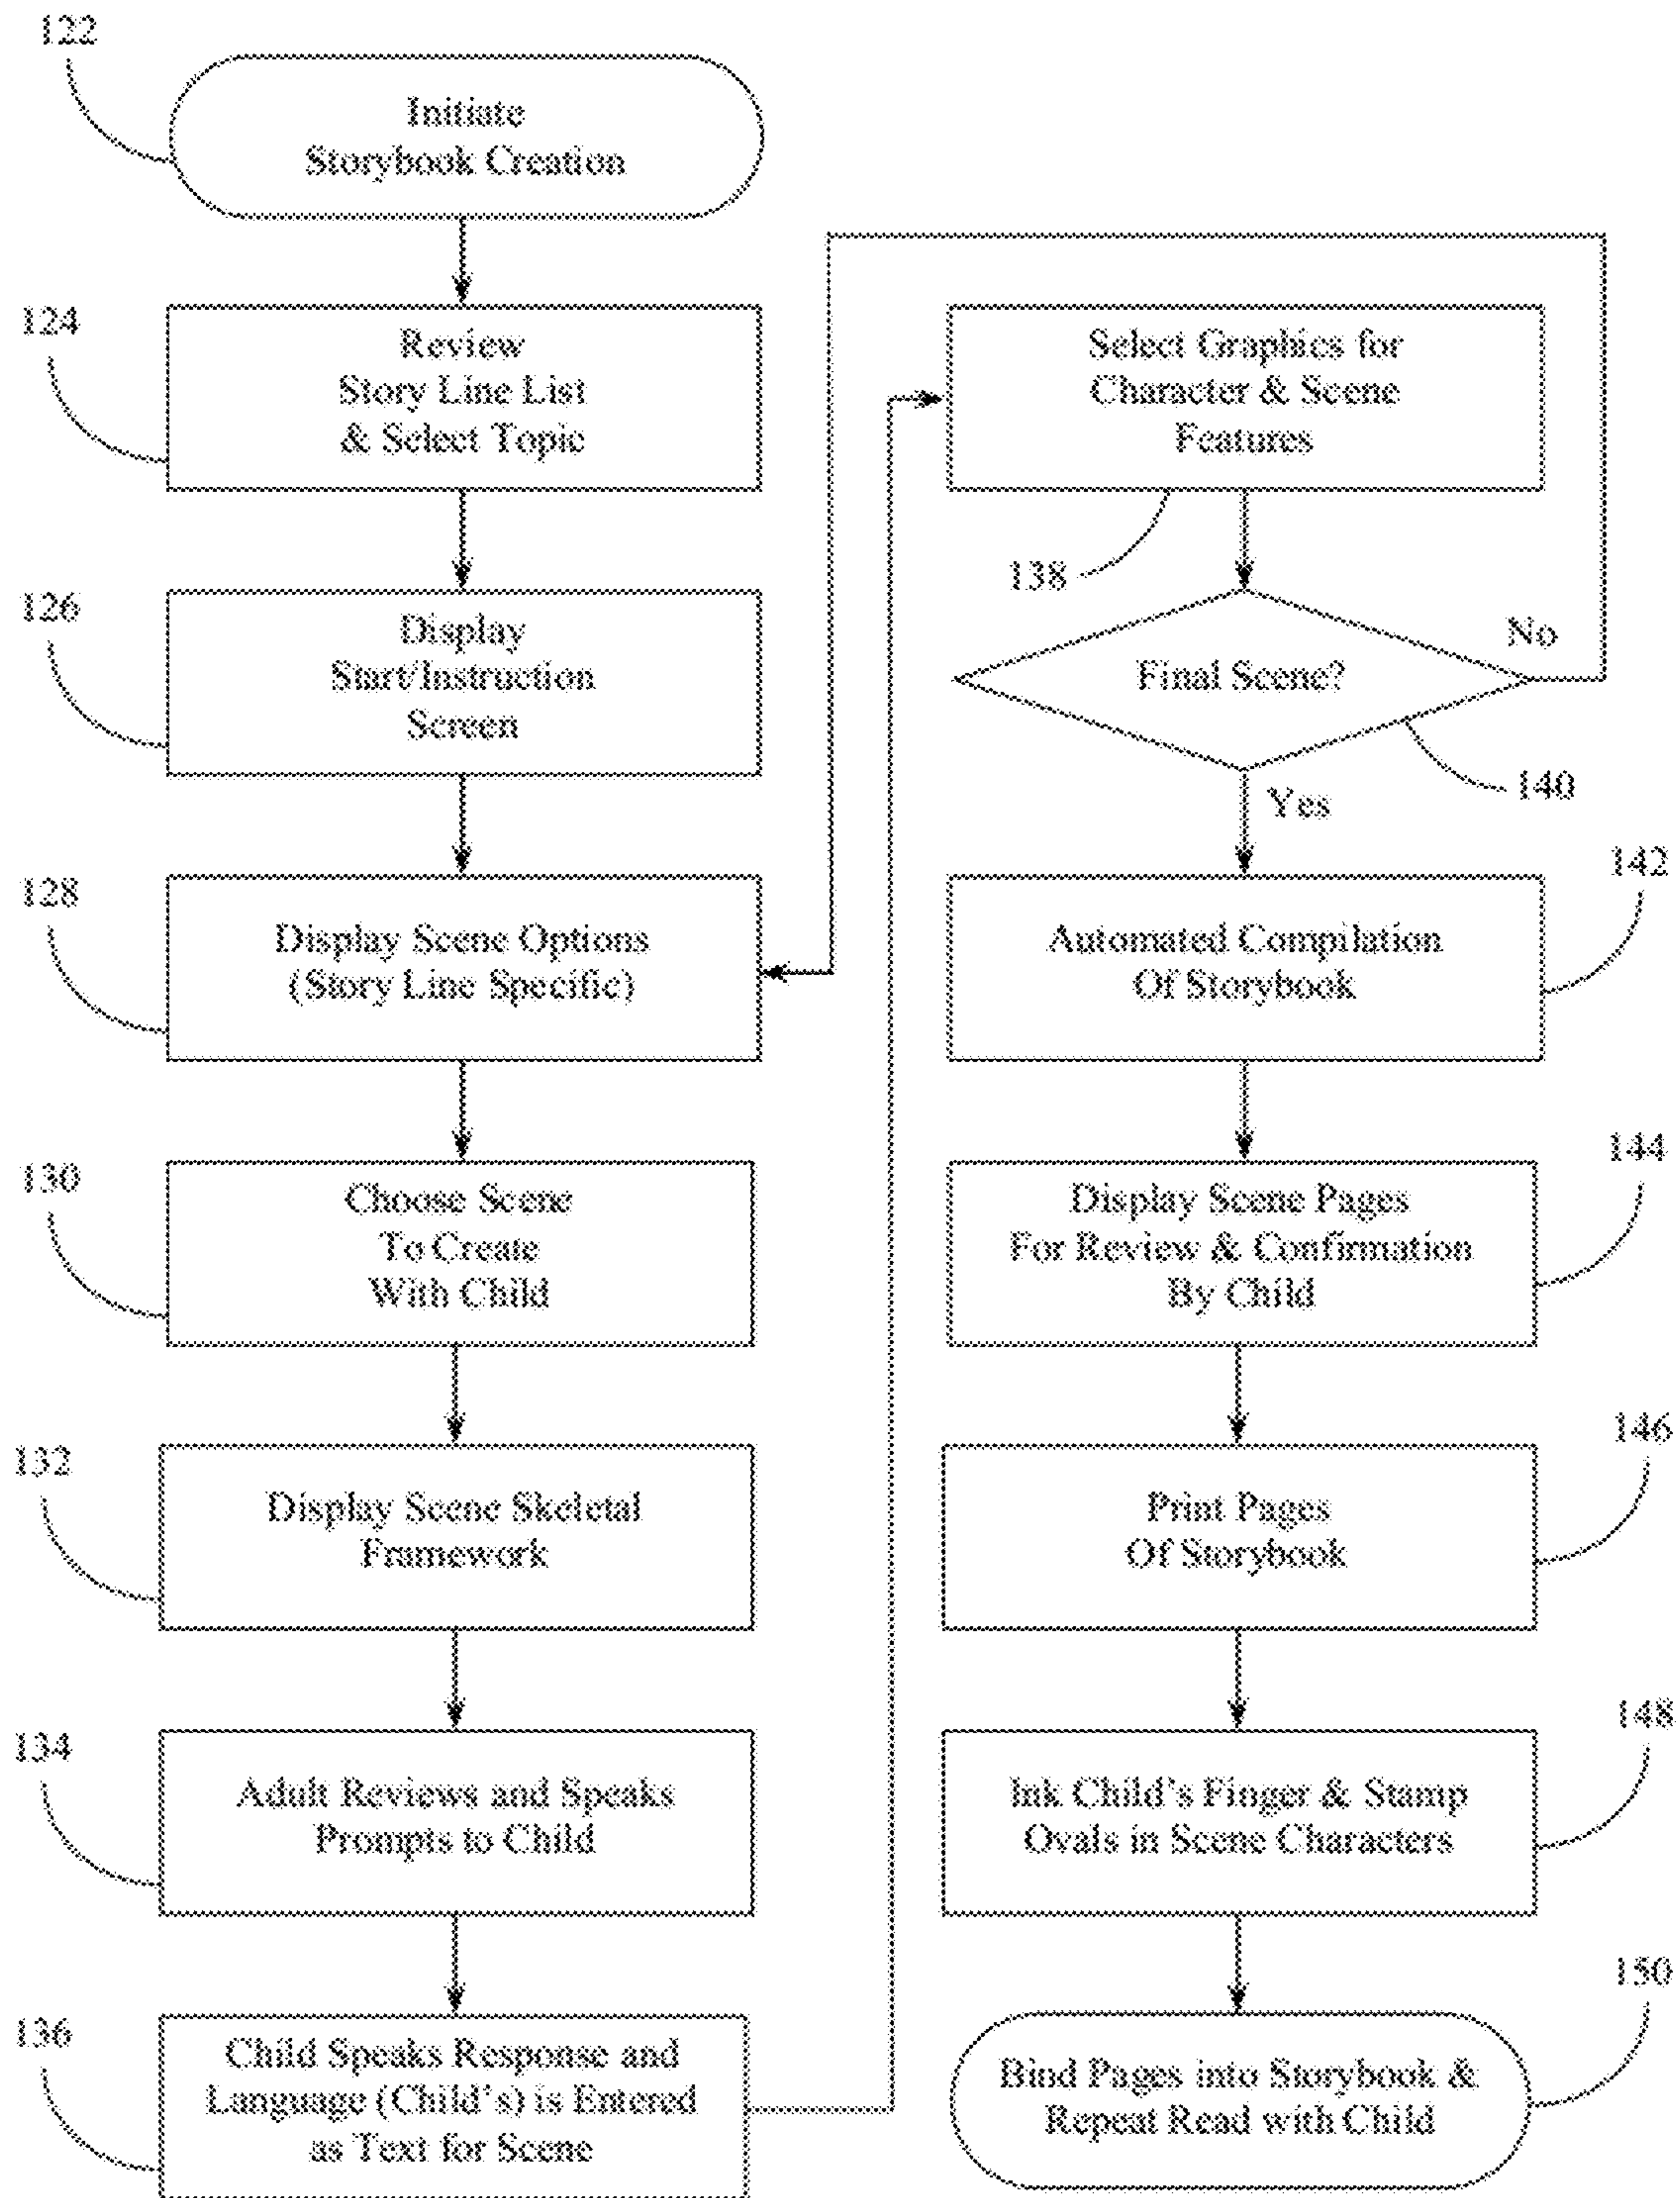 122
Initiate
Storybook Creation
124
Review
Story Line List
& Select Topic
126
Display
Start/Instruction
Screen
128
Display Scene Options
(Story Line Specific)
130
Choose Scene
To Create
With Child
132
Display Scene Skeletal
Framework
134
Adult Reviews and Speaks
Prompts to Child
136
Child Speaks Response and
Language (Child's) is Entered
as Text for Scene
Select Graphics for
Character & Scene
Features
138
Final Scene?
No
140
Yes
142
Automated Compilation
Of Storybook
144
Display Scene Pages
For Review & Confirmation
By Child
146
Print Pages
Of Storybook
148
Ink Child's Finger & Stamp
Ovals in Scene Characters
150
Bind Pages into Storybook &
Repeat Read with Child